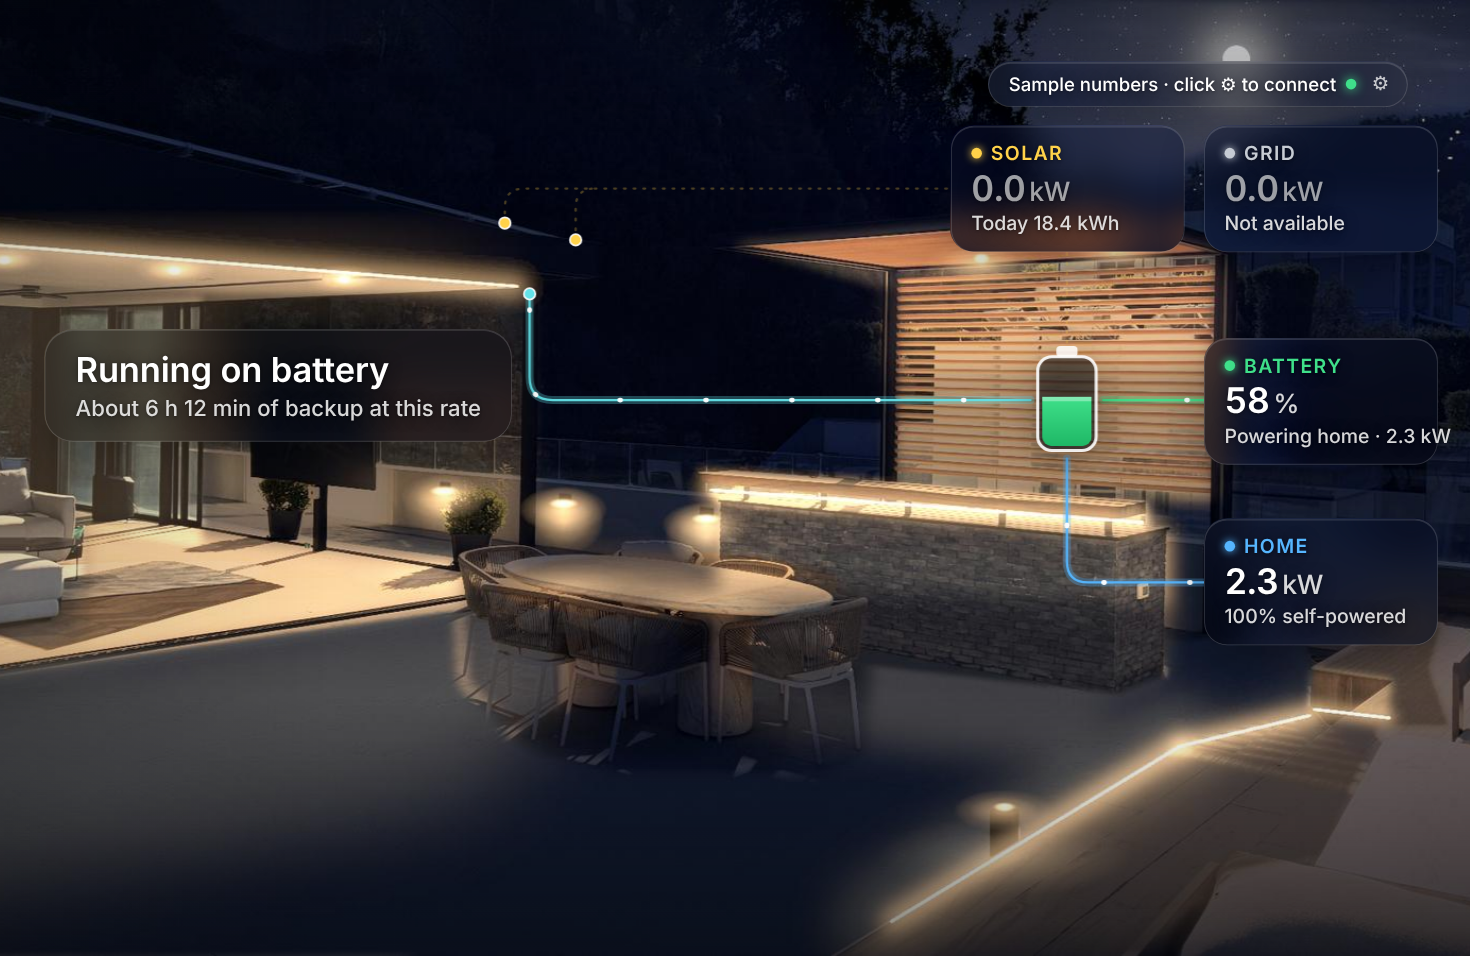 Sample numbers · click ⚙ to connect ⚙
SOLAR
0.0 kW
Today 18.4 kWh
GRID
0.0 kW
Not available
Running on battery
About 6 h 12 min of backup at this rate
BATTERY
58 %
Powering home · 2.3 kW
HOME
2.3 kW
100% self-powered